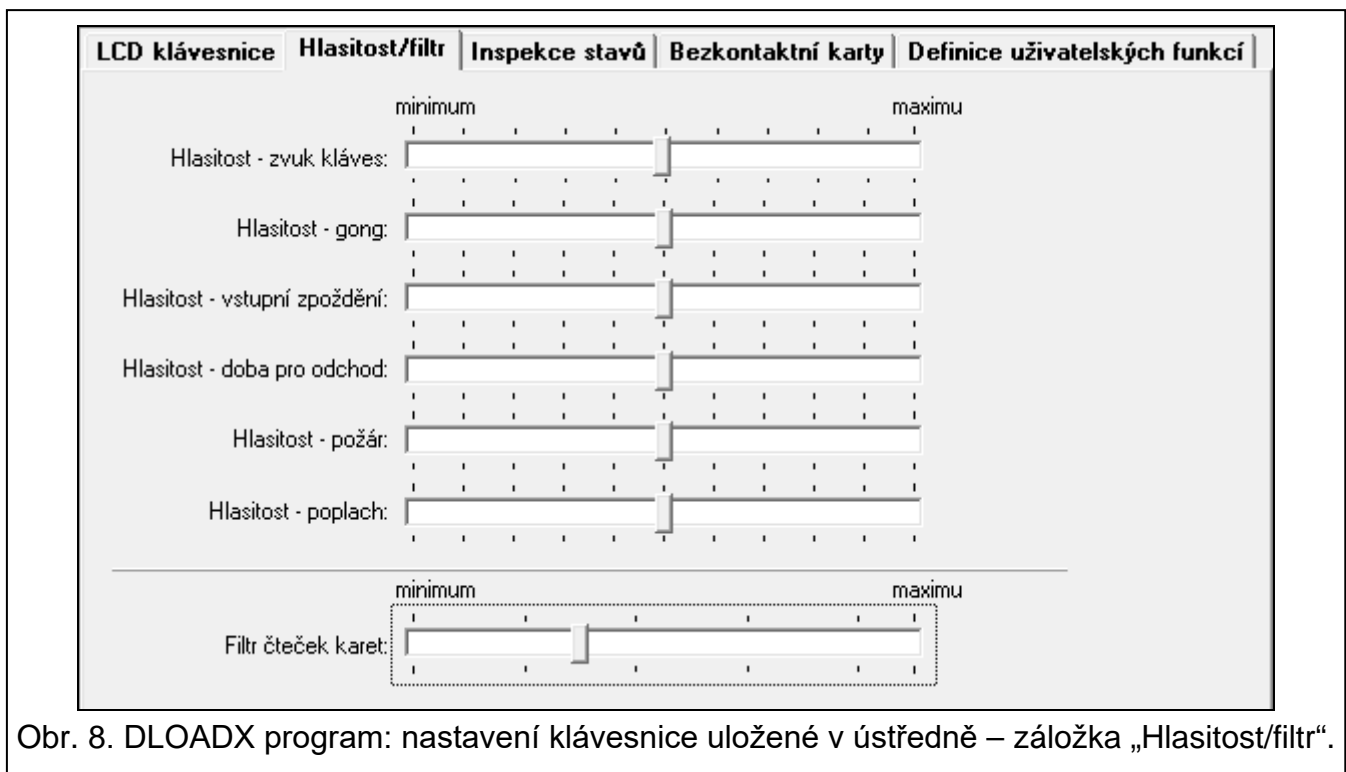 LCD klávesnice Hlasitost/filtr Inspekce stavů Bezkontaktní karty Definice uživatelských funkcí
minimum maximu
Hlasitost - zvuk kláves:
Hlasitost - gong:
Hlasitost - vstupní zpoždění:
Hlasitost - doba pro odchod:
Hlasitost - požár:
Hlasitost - poplach:
minimum maximu
Filtr čteček karet:
Obr. 8. DLOADX program: nastavení klávesnice uložené v ústředně – záložka „Hlasitost/filtr“.